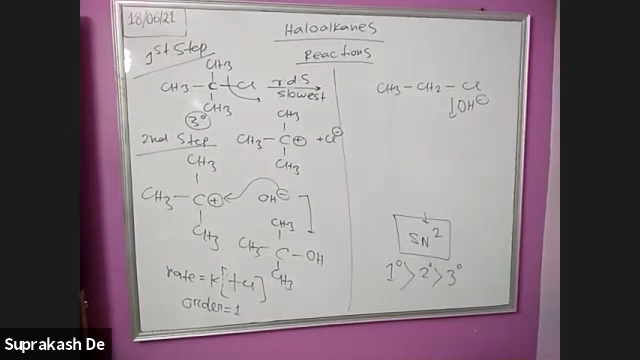 18/06/21
Haloalkanes
Reactions
1st Step
CH3
CH3 — C — Cl rds
slowest
CH3
3°
CH3
CH3 — C⊕ + Cl⊖
CH3
2nd Step
CH3
CH3 — C⊕ OH⊖
CH3
CH3
CH3 — C — OH
CH3
rate = K[+Cl]
order = 1
CH3 — CH2 — Cl
OH⊖
SN2
1° > 2° > 3°
Suprakash De